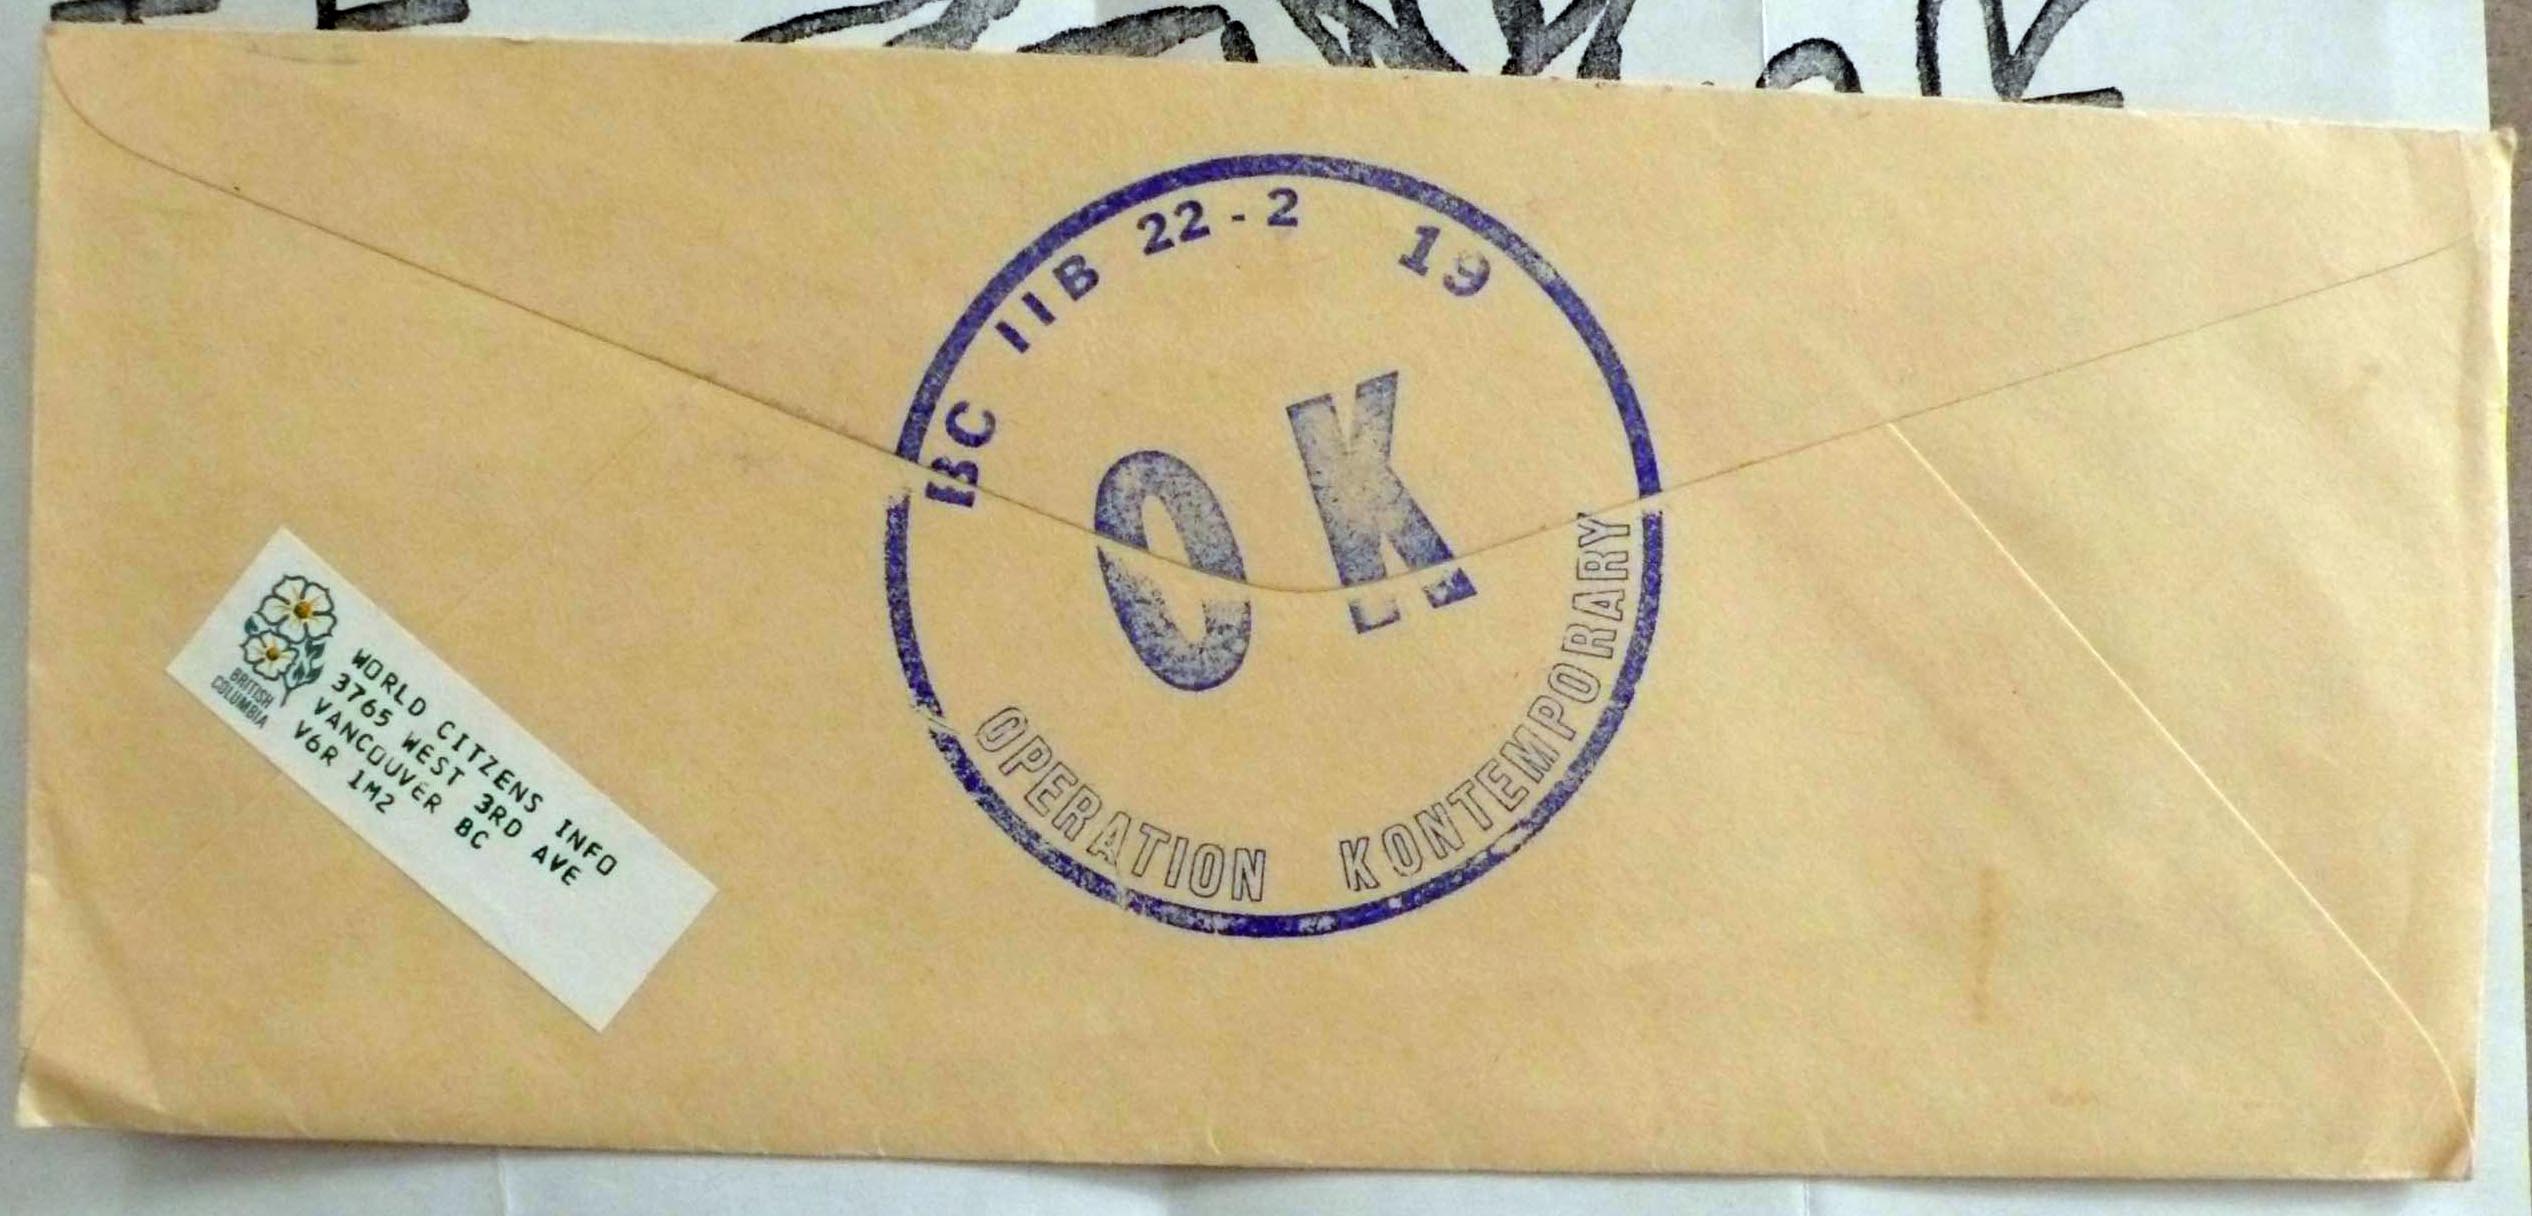 BC IIB 22-2 19
OK
OPERATION KONTEMPORARY
BRITISH
COLUMBIA
WORLD CITZENS INFO
3765 WEST 3RD AVE
VANCOUVER BC
V6R 1M2